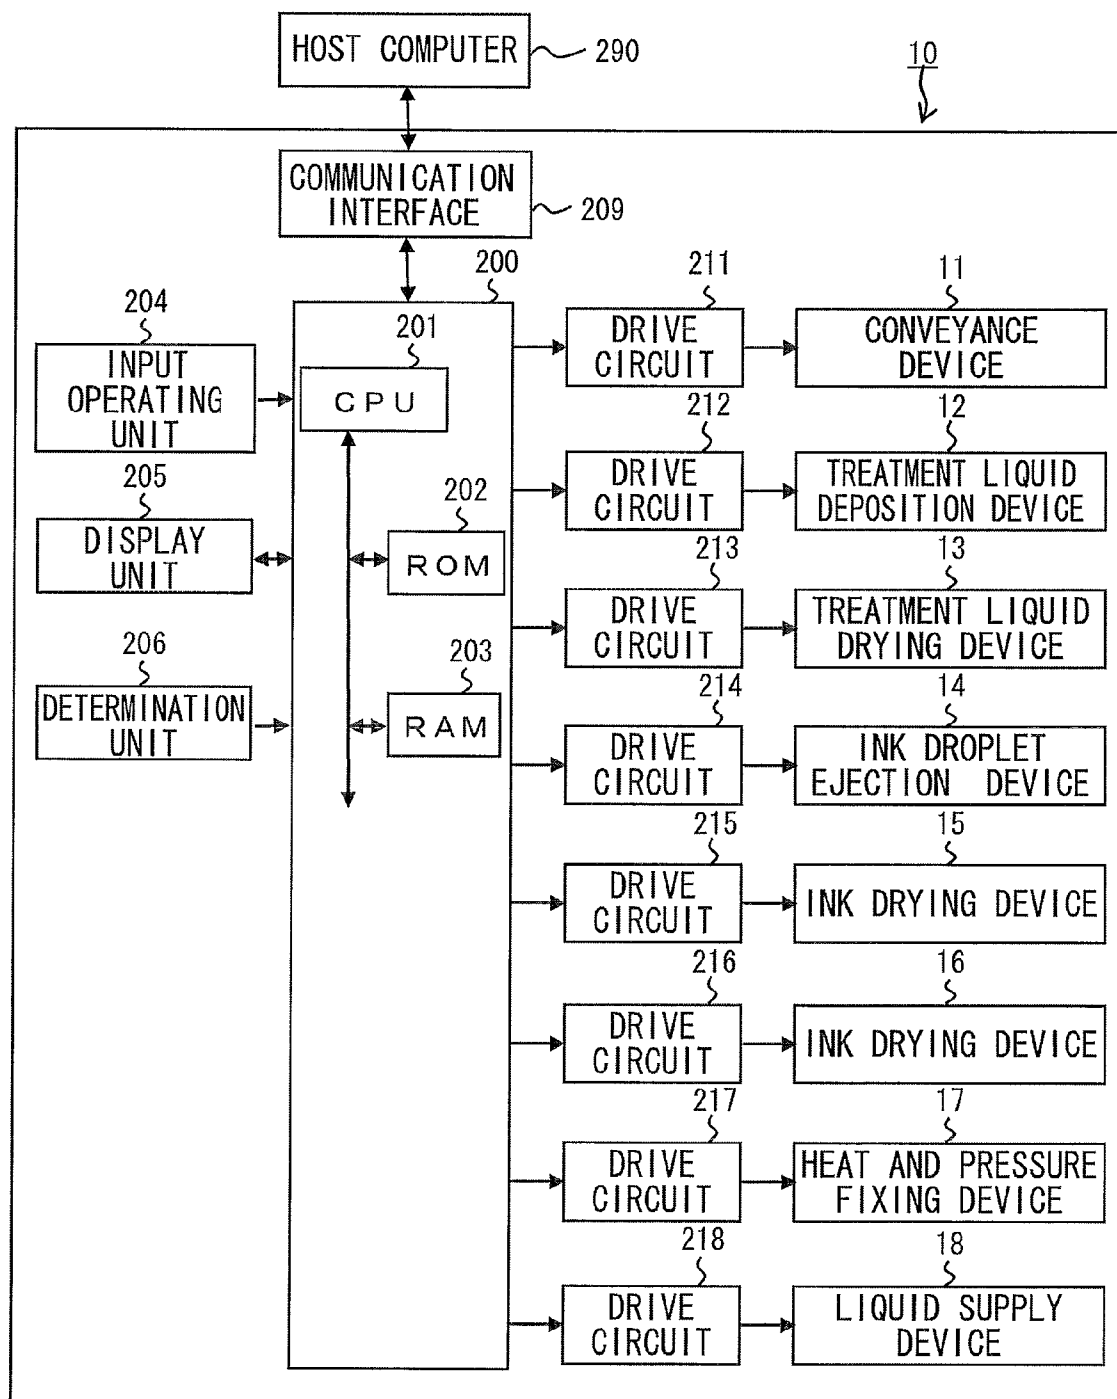 HOST COMPUTER
290
10
COMMUNICATION
INTERFACE
209
200
204
INPUT
OPERATING
UNIT
201
CPU
205
DISPLAY
UNIT
202
ROM
206
DETERMINATION
UNIT
203
RAM
211
DRIVE
CIRCUIT
11
CONVEYANCE
DEVICE
212
DRIVE
CIRCUIT
12
TREATMENT LIQUID
DEPOSITION DEVICE
213
DRIVE
CIRCUIT
13
TREATMENT LIQUID
DRYING DEVICE
214
DRIVE
CIRCUIT
14
INK DROPLET
EJECTION DEVICE
215
DRIVE
CIRCUIT
15
INK DRYING DEVICE
216
DRIVE
CIRCUIT
16
INK DRYING DEVICE
217
DRIVE
CIRCUIT
17
HEAT AND PRESSURE
FIXING DEVICE
218
DRIVE
CIRCUIT
18
LIQUID SUPPLY
DEVICE